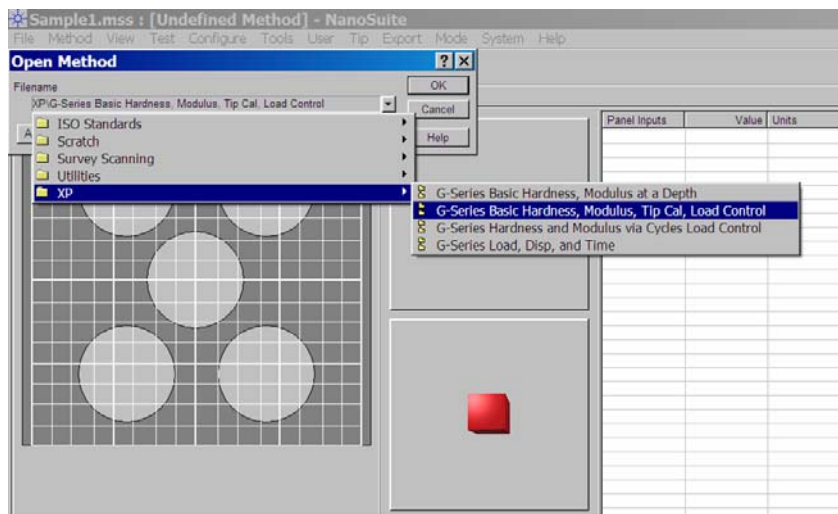 Sample1.mss : [Undefined Method] - NanoSuite
File Method View Test Configure Tools User Tip Export Mode System Help
Open Method
Filename
XP\G-Series Basic Hardness, Modulus, Tip Cal, Load Control
OK
Cancel
Help
A
ISO Standards
Scratch
Survey Scanning
Utilities
XP
G-Series Basic Hardness, Modulus at a Depth
G-Series Basic Hardness, Modulus, Tip Cal, Load Control
G-Series Hardness and Modulus via Cycles Load Control
G-Series Load, Disp, and Time
Panel Inputs Value Units